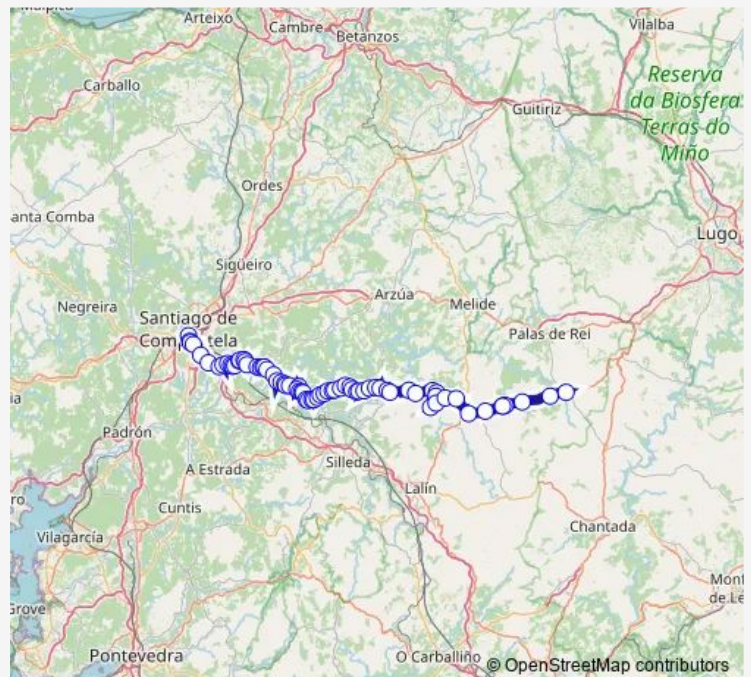 Arteixo
Cambre
Betanzos
Vilalba
Carballo
Reserva
da Biosfera
Terras do
Miño
Guitiriz
Ordes
anta Comba
Lugo
Sigüeiro
Arzúa
Melide
Negreira
Santiago de
Palas de Rei
Padrón
A Estrada
Silleda
Lalín
Cuntis
Chantada
Vilagarcía
Grove
Pontevedra
O Carballiño
© OpenStreetMap contributors